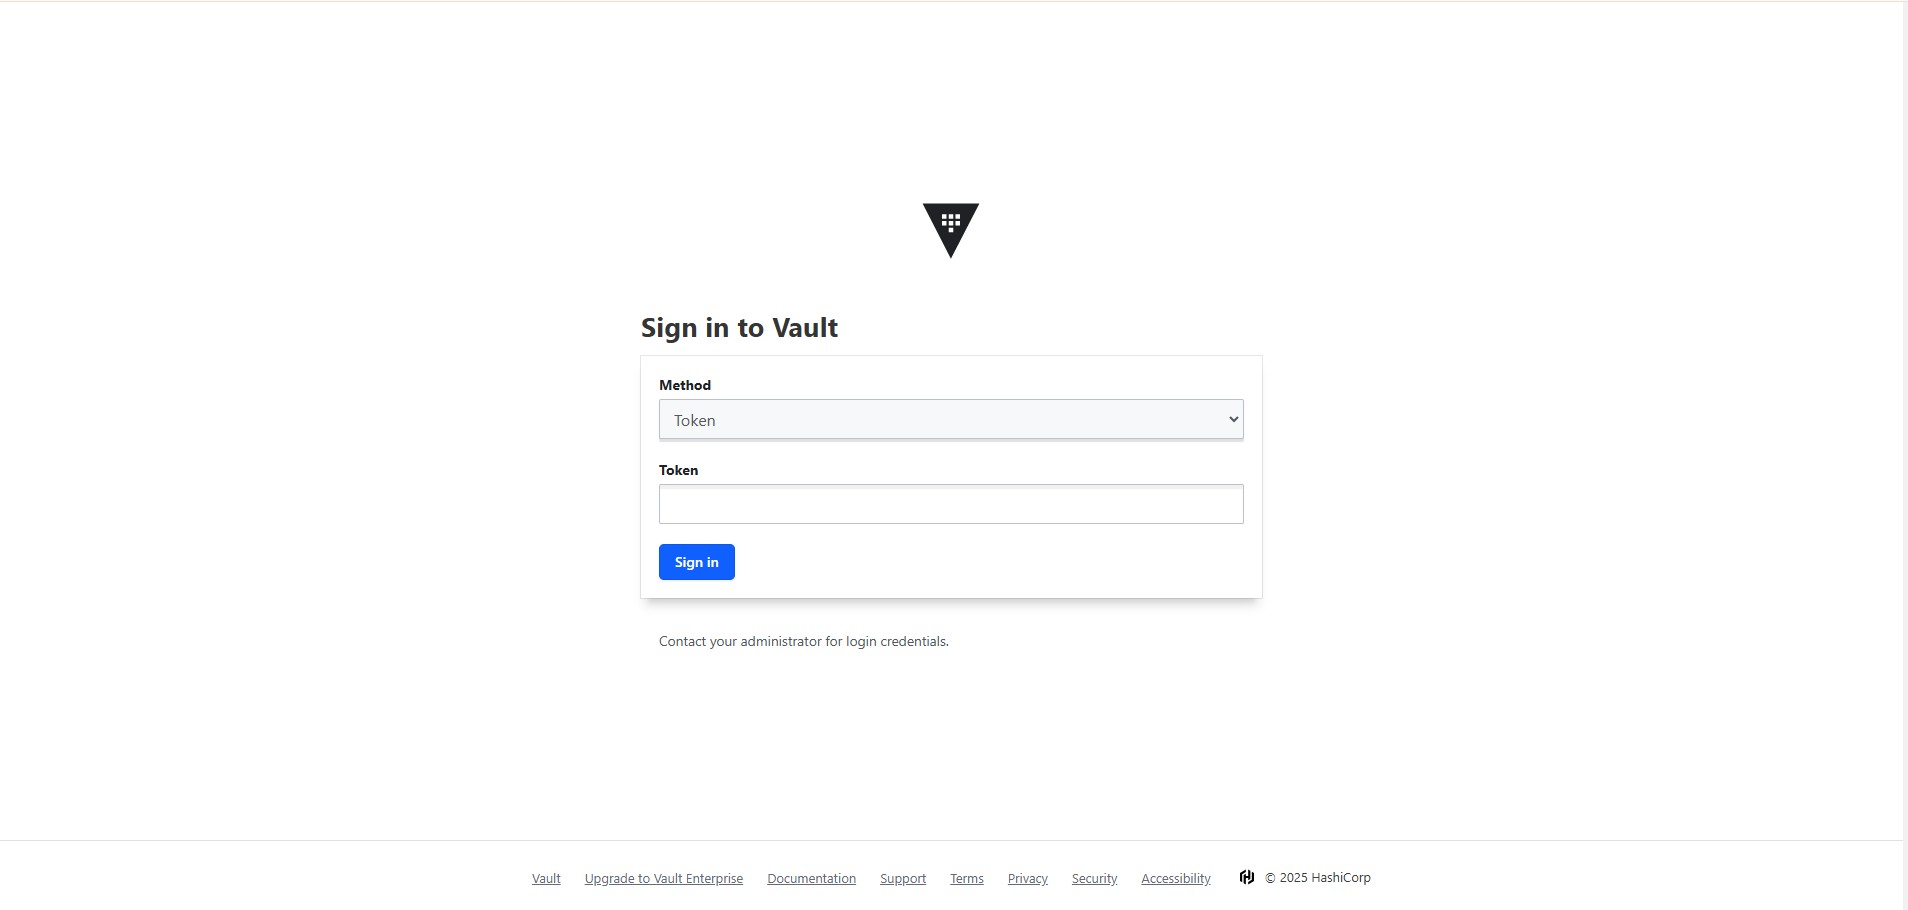 Sign in to Vault
Method
Token
Token
Sign in
Contact your administrator for login credentials.
Vault Upgrade to Vault Enterprise Documentation Support Terms Privacy Security Accessibility © 2025 HashiCorp